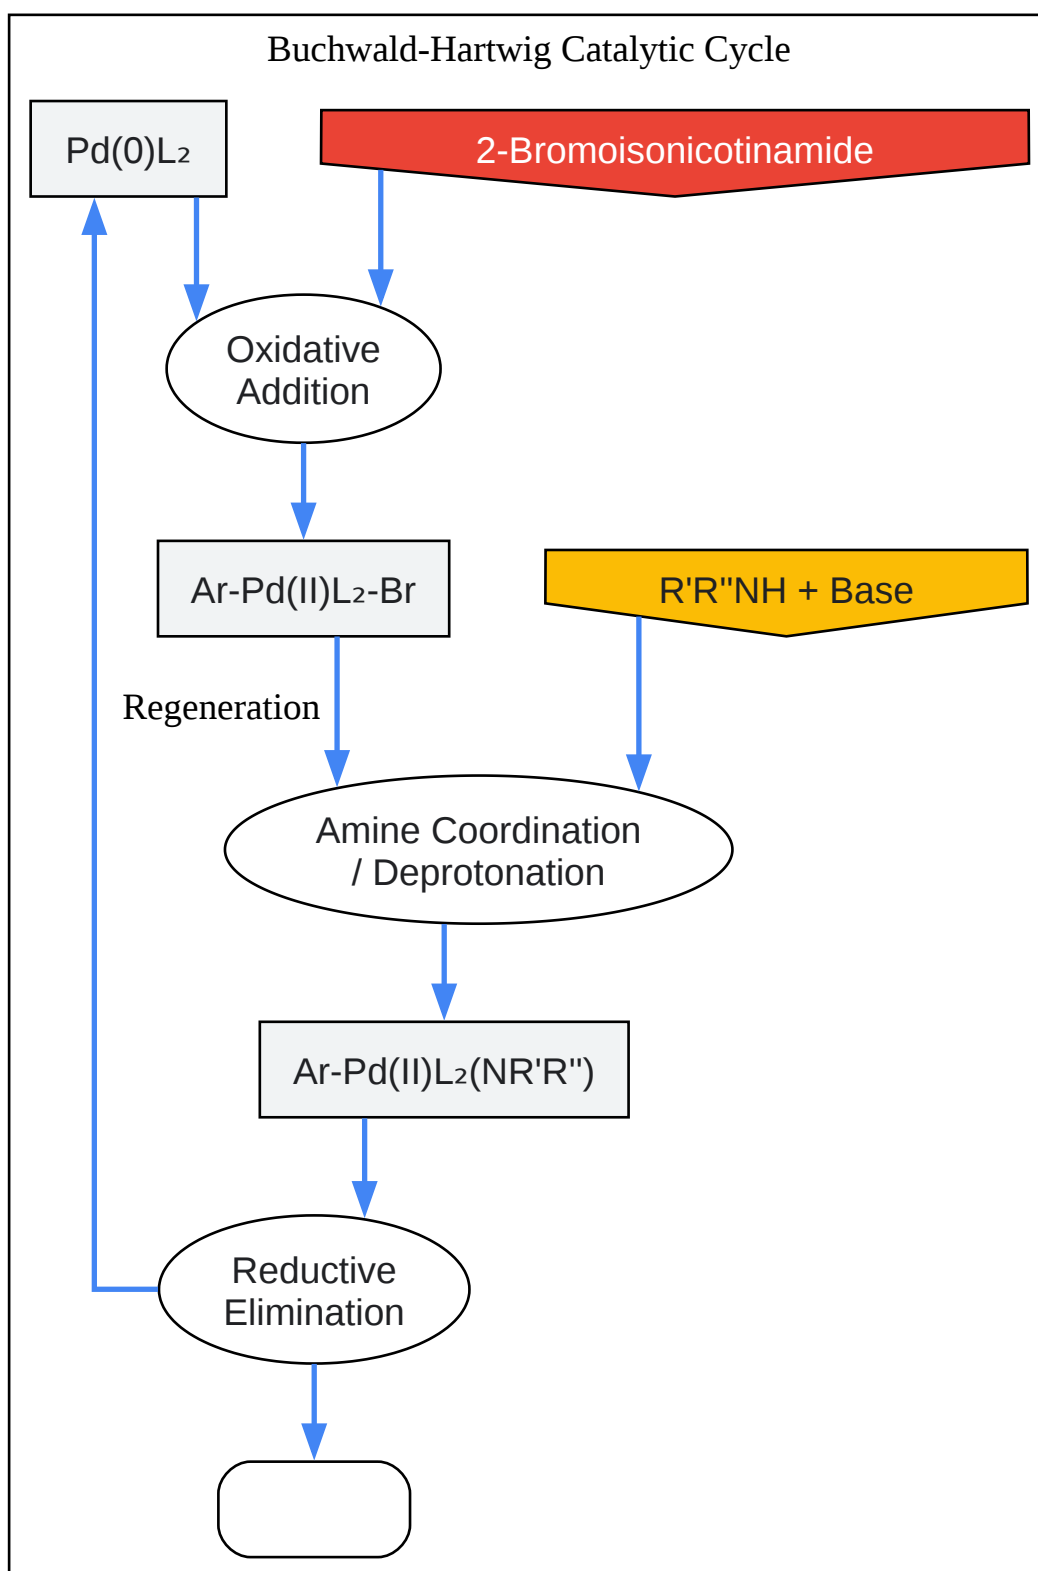 Buchwald-Hartwig Catalytic Cycle
Pd(0)L₂
2-Bromoisonicotinamide
Oxidative
Addition
Ar-Pd(II)L₂-Br
R'R''NH + Base
Regeneration
Amine Coordination
/ Deprotonation
Ar-Pd(II)L₂(NR'R'')
Reductive
Elimination